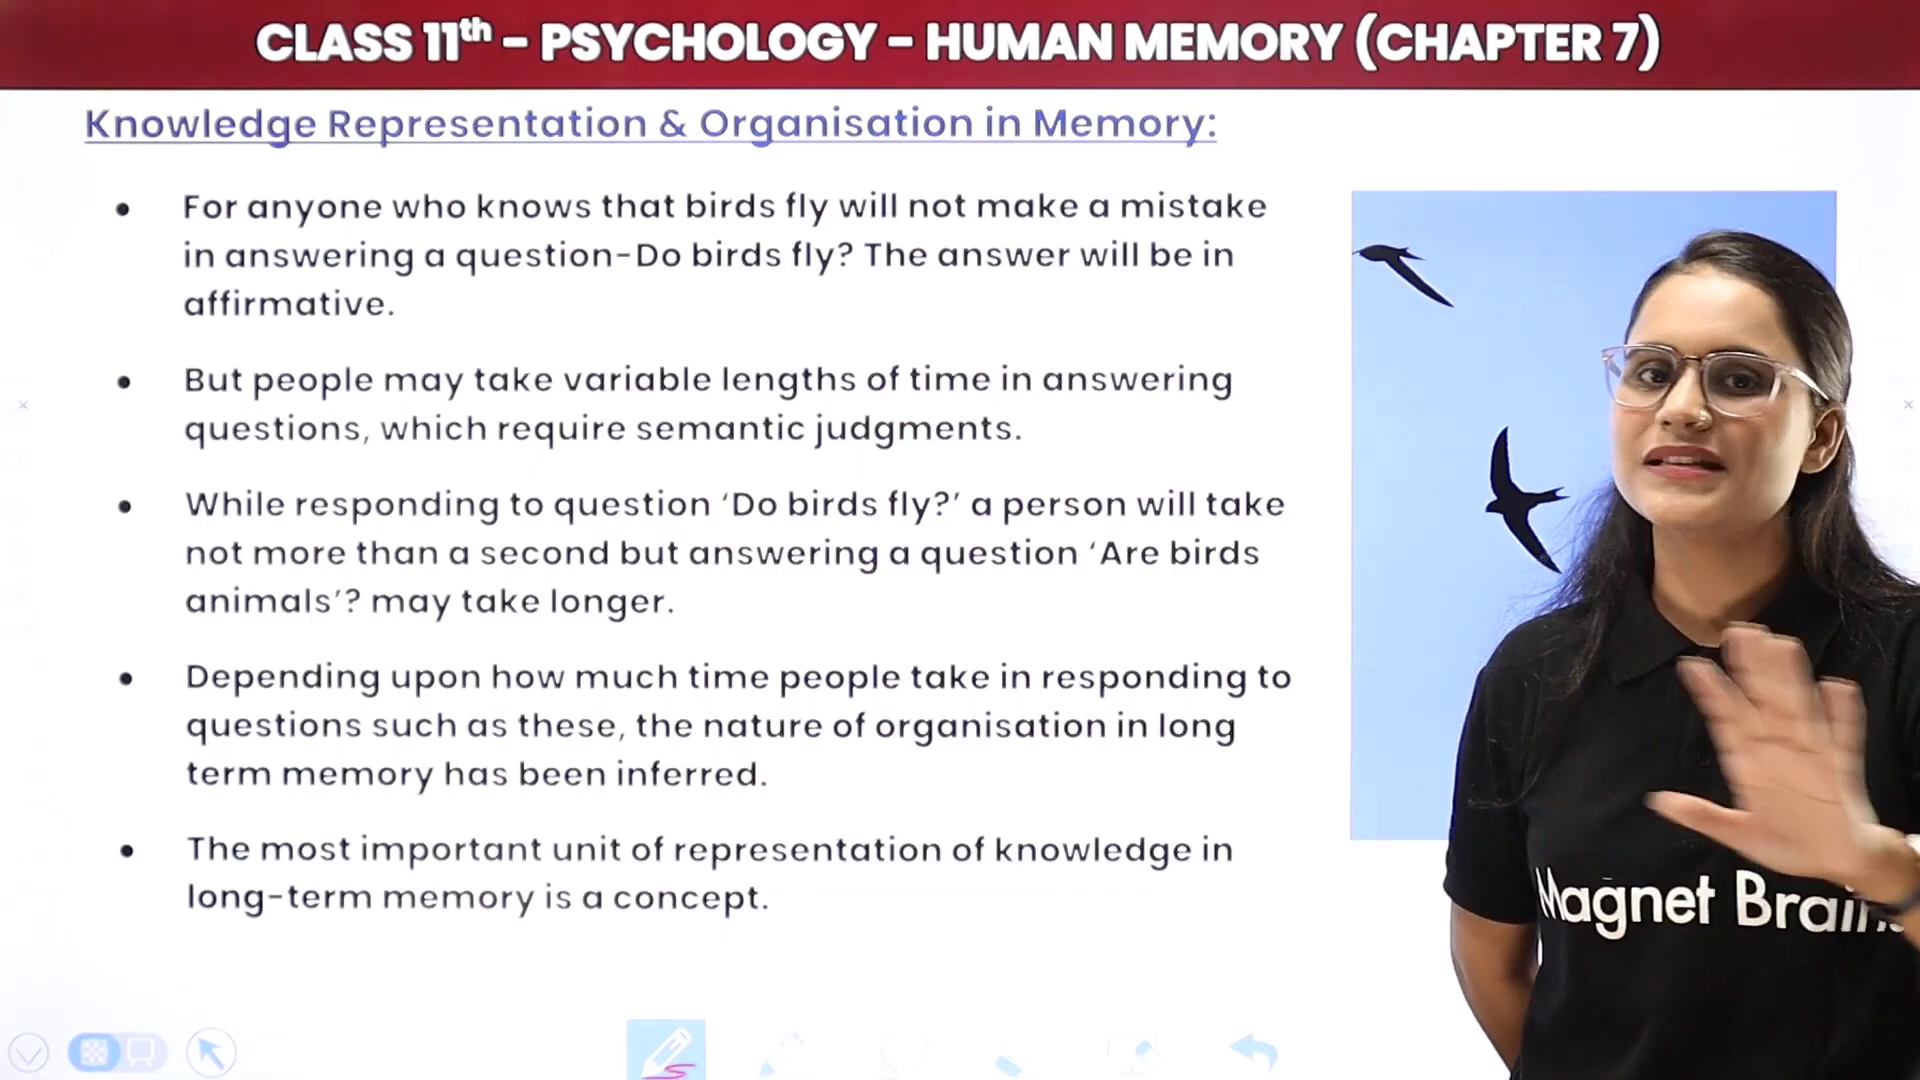 CLASS 11th - PSYCHOLOGY - HUMAN MEMORY (CHAPTER 7)
Knowledge Representation & Organisation in Memory:
• For anyone who knows that birds fly will not make a mistake
in answering a question-Do birds fly? The answer will be in
affirmative.
• But people may take variable lengths of time in answering
questions, which require semantic judgments.
• While responding to question ‘Do birds fly?’ a person will take
not more than a second but answering a question ‘Are birds
animals’? may take longer.
• Depending upon how much time people take in responding to
questions such as these, the nature of organisation in long
term memory has been inferred.
• The most important unit of representation of knowledge in
long-term memory is a concept.
Magnet